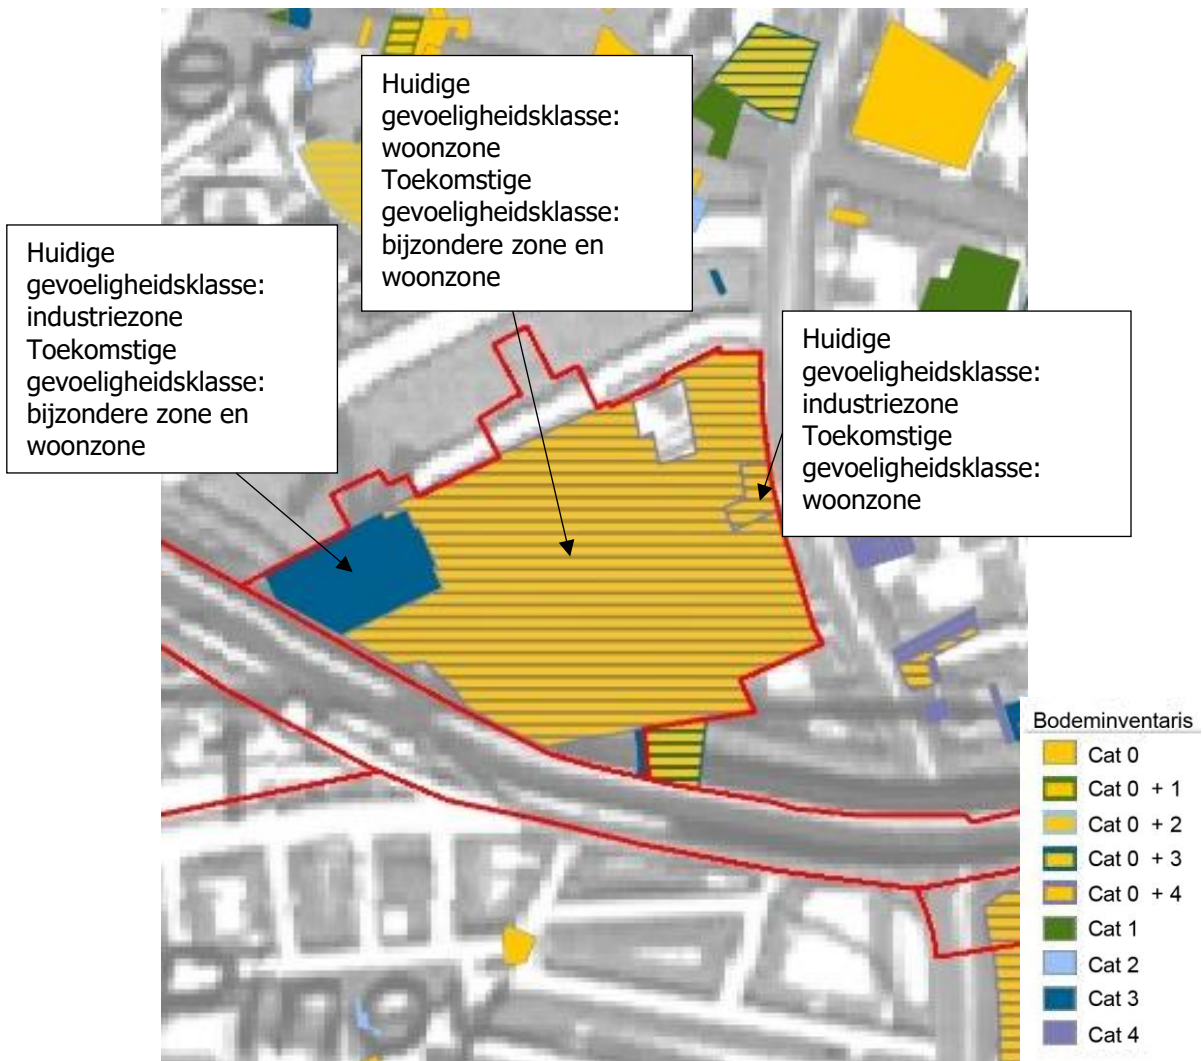 Huidige
gevoeligheidsklasse:
woonzone
Toekomstige
gevoeligheidsklasse:
bijzondere zone en
woonzone
Huidige
gevoeligheidsklasse:
industriezone
Toekomstige
gevoeligheidsklasse:
bijzondere zone en
woonzone
Huidige
gevoeligheidsklasse:
industriezone
Toekomstige
gevoeligheidsklasse:
woonzone
Bodeminventaris
Cat 0
Cat 0 + 1
Cat 0 + 2
Cat 0 + 3
Cat 0 + 4
Cat 1
Cat 2
Cat 3
Cat 4